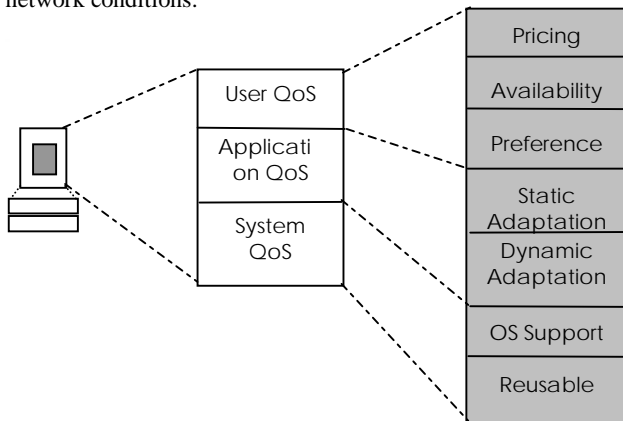 network conditions.
User QoS
Applicati
on QoS
System
QoS
Pricing
Availability
Preference
Static
Adaptation
Dynamic
Adaptation
OS Support
Reusable